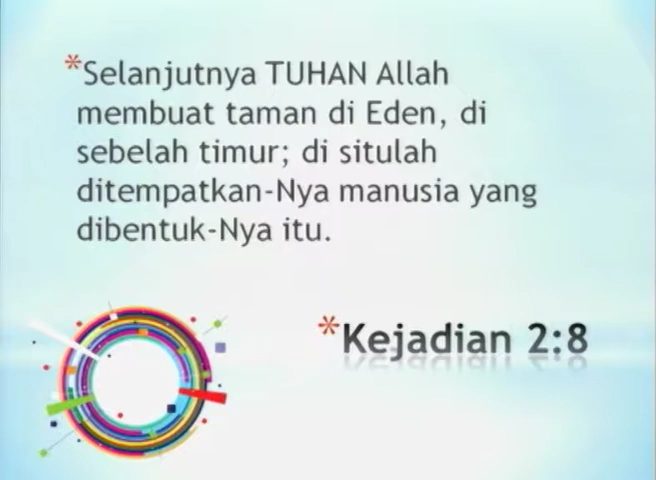 *Selanjutnya TUHAN Allah
membuat taman di Eden, di
sebelah timur; di situlah
ditempatkan-Nya manusia yang
dibentuk-Nya itu.
*Kejadian 2:8